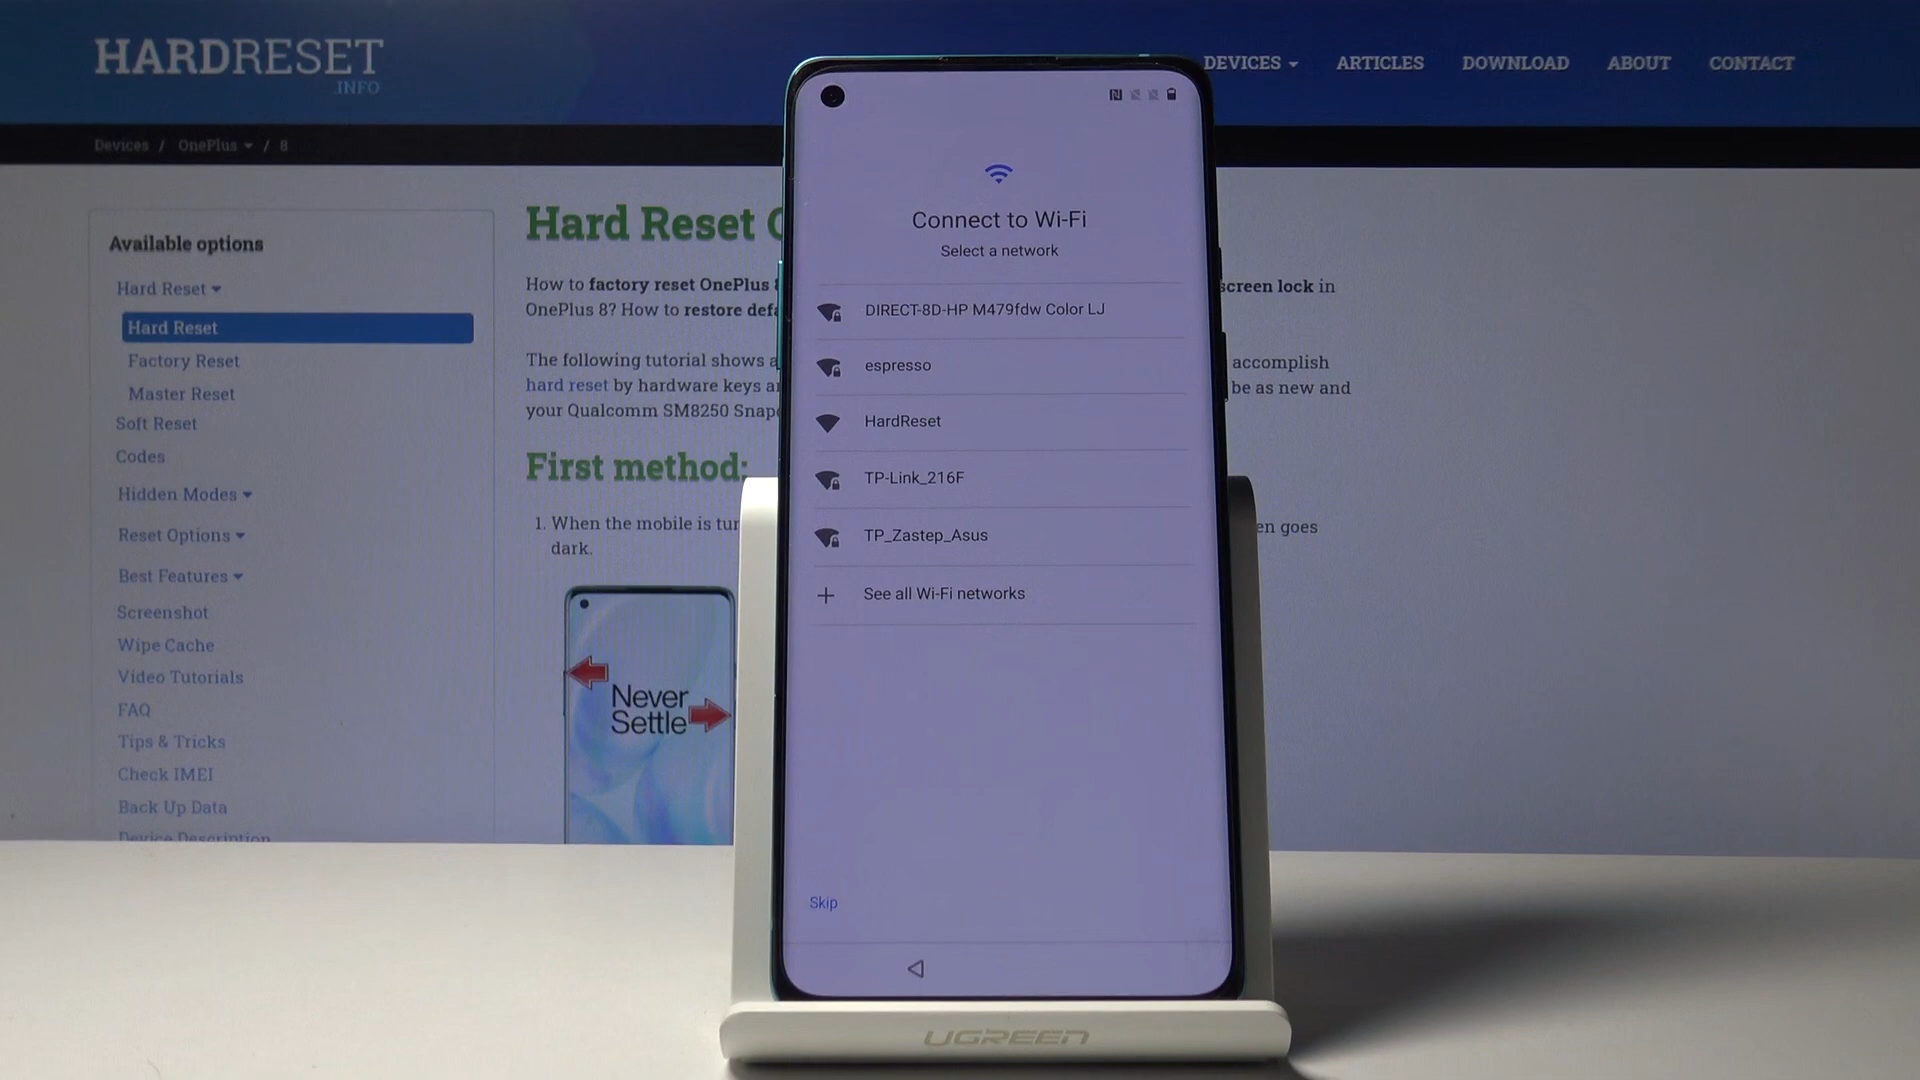 HARDRESET
.INFO
DEVICES
ARTICLES
DOWNLOAD
ABOUT
CONTACT
Devices / OnePlus / 8
Available options
Hard Reset
Hard Reset
Factory Reset
Master Reset
Soft Reset
Codes
Hidden Modes
Reset Options
Best Features
Screenshot
Wipe Cache
Video Tutorials
FAQ
Tips & Tricks
Check IMEI
Back Up Data
Device Description
Hard Reset
How to factory reset OnePlus
screen lock in
OnePlus 8? How to restore
The following tutorial shows
accomplish
hard reset by hardware keys
be as new and
your Qualcomm SM8250
First method:
1. When the mobile is
goes
dark.
Never
Settle
Connect to Wi-Fi
Select a network
DIRECT-8D-HP M479fdw Color LJ
espresso
HardReset
TP-Link_216F
TP_Zastep_Asus
See all Wi-Fi networks
Skip
UGREEN